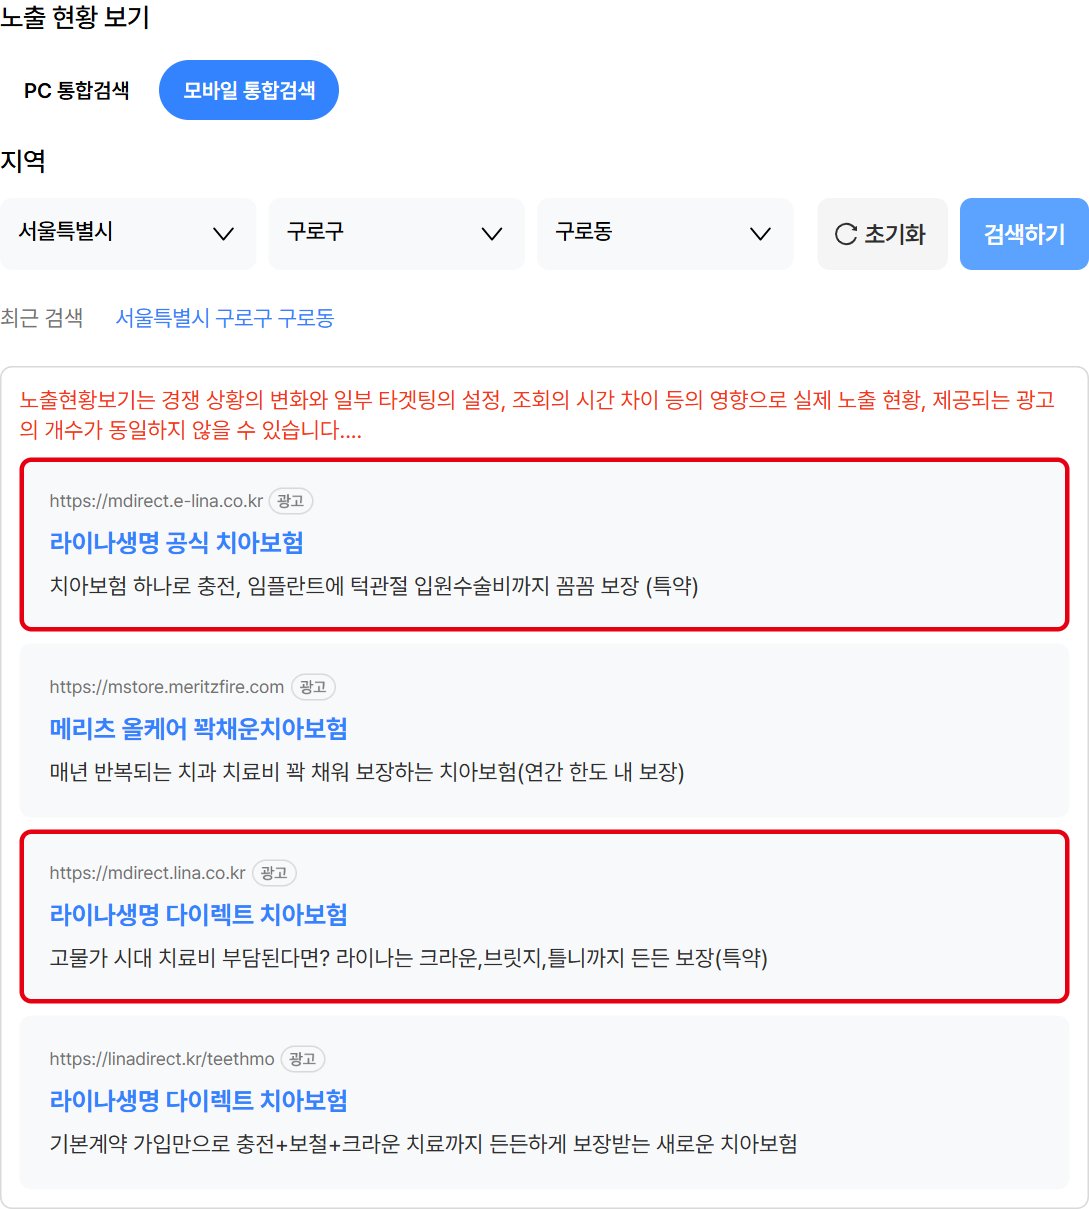 노출 현황 보기
PC 통합검색
모바일 통합검색
지역
서울특별시
구로구
구로동
초기화
검색하기
최근 검색 서울특별시 구로구 구로동
노출현황보기는 경쟁 상황의 변화와 일부 타겟팅의 설정, 조회의 시간 차이 등의 영향으로 실제 노출 현황, 제공되는 광고
의 개수가 동일하지 않을 수 있습니다....
https://mdirect.e-lina.co.kr 광고
라이나생명 공식 치아보험
치아보험 하나로 충전, 임플란트에 턱관절 입원수술비까지 꼼꼼 보장 (특약)
https://mstore.meritzfire.com 광고
메리츠 올케어 꽉채운치아보험
매년 반복되는 치과 치료비 꽉 채워 보장하는 치아보험(연간 한도 내 보장)
https://mdirect.lina.co.kr 광고
라이나생명 다이렉트 치아보험
고물가 시대 치료비 부담된다면? 라이나는 크라운,브릿지,틀니까지 든든 보장(특약)
https://linadirect.kr/teethmo 광고
라이나생명 다이렉트 치아보험
기본계약 가입만으로 충전+보철+크라운 치료까지 든든하게 보장받는 새로운 치아보험